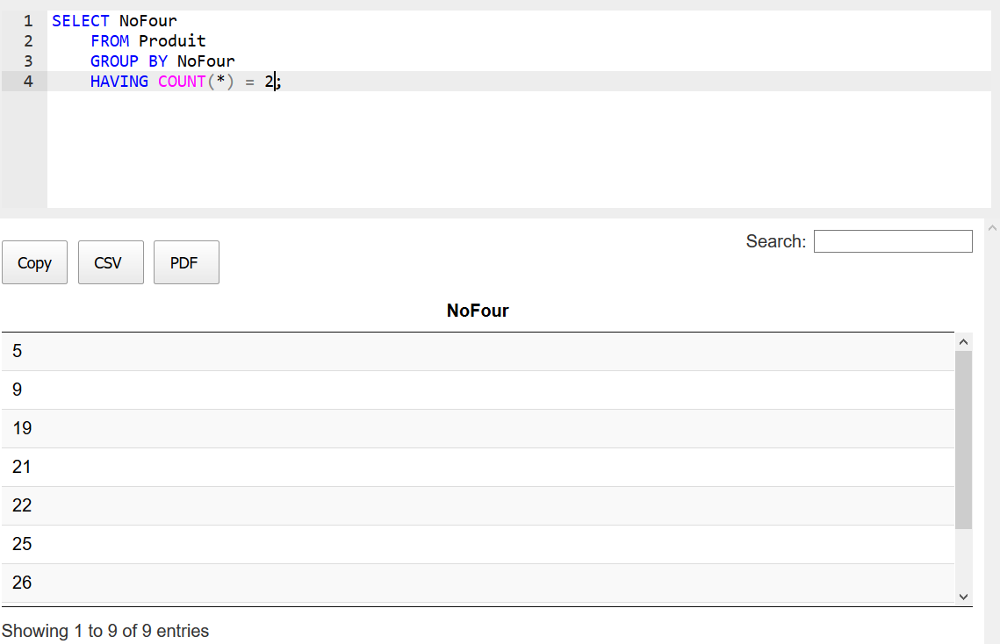 1 SELECT NoFour
2 FROM Produit
3 GROUP BY NoFour
4 HAVING COUNT(*) = 2;
Search:
Copy CSV PDF
NoFour
5
9
19
21
22
25
26
Showing 1 to 9 of 9 entries